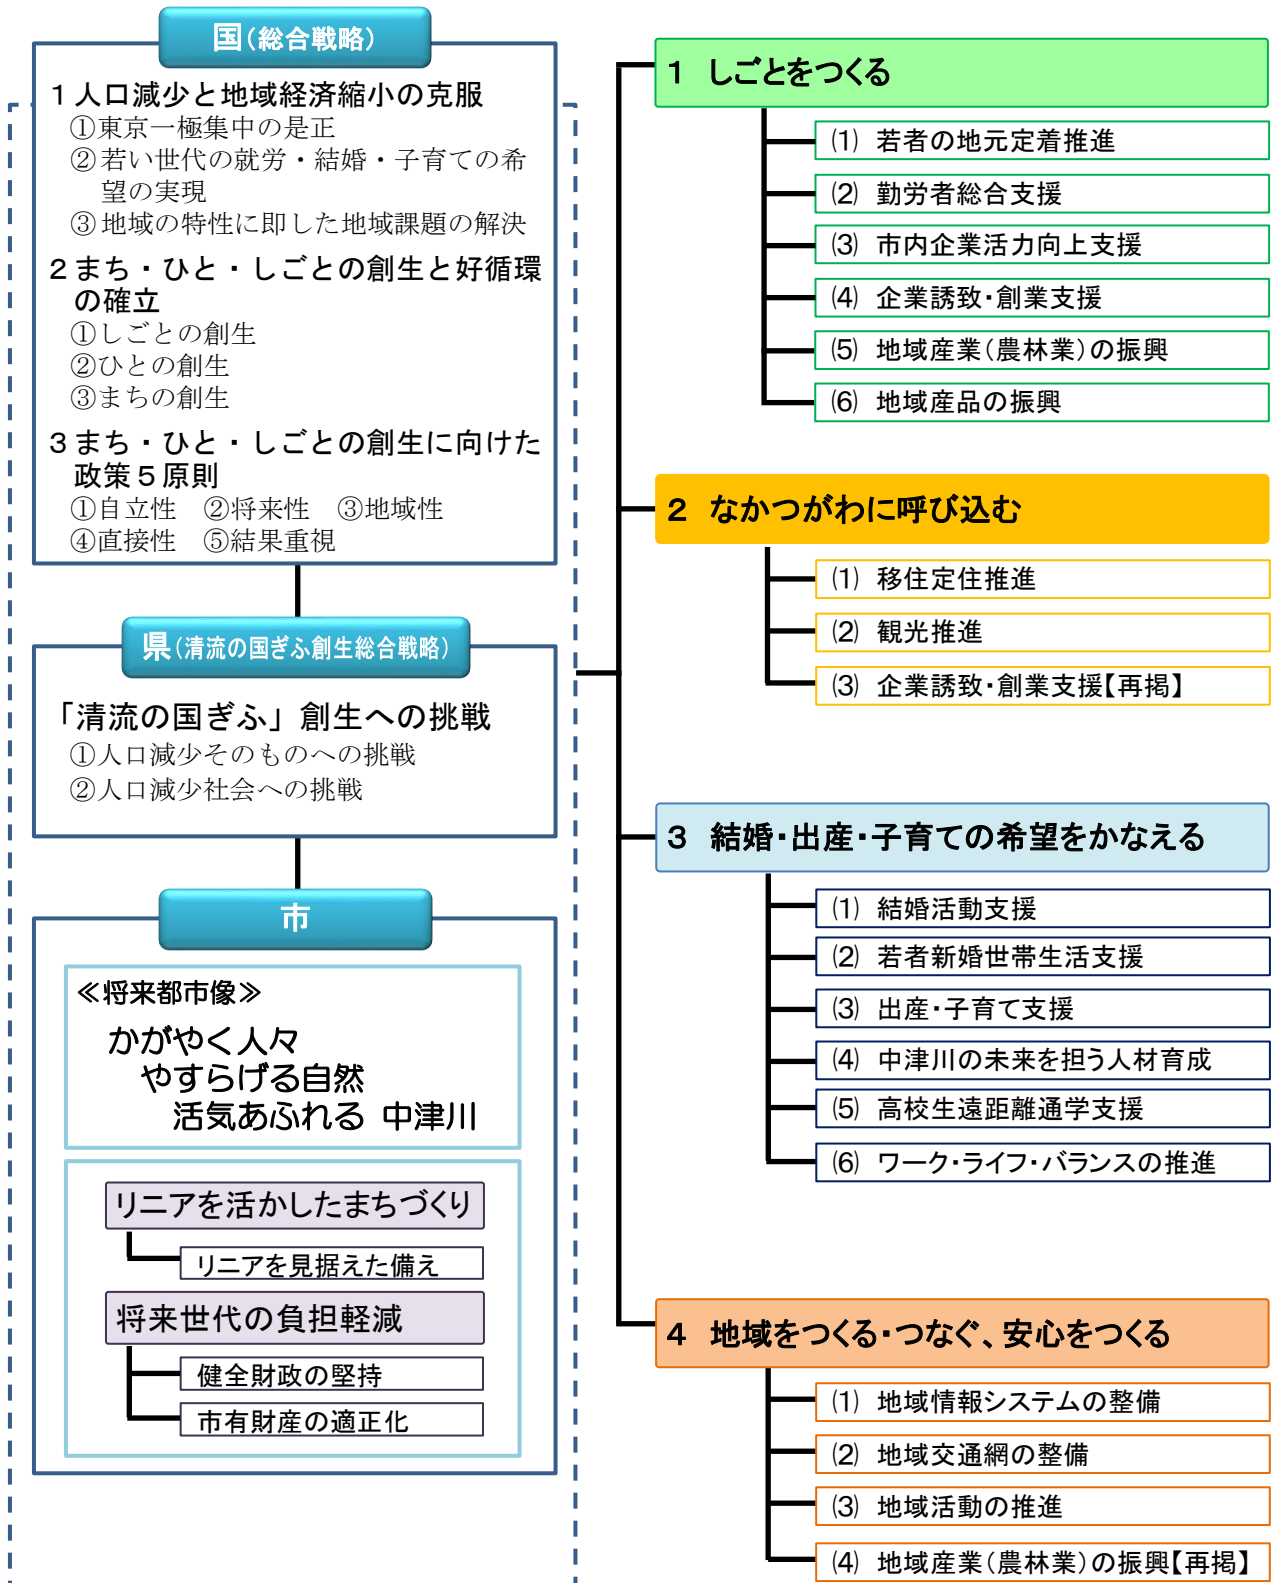 国(総合戦略)
1 人口減少と地域経済縮小の克服
①東京一極集中の是正
②若い世代の就労・結婚・子育ての希
望の実現
③地域の特性に即した地域課題の解決
2 まち・ひと・しごとの創生と好循環
の確立
①しごとの創生
②ひとの創生
③まちの創生
3 まち・ひと・しごとの創生に向けた
政策5原則
①自立性 ②将来性 ③地域性
④直接性 ⑤結果重視
県(清流の国ぎふ創生総合戦略)
「清流の国ぎふ」創生への挑戦
①人口減少そのものへの挑戦
②人口減少社会への挑戦
市
≪将来都市像≫
かがやく人々
やすらげる自然
活気あふれる 中津川
リニアを活かしたまちづくり
リニアを見据えた備え
将来世代の負担軽減
健全財政の堅持
市有財産の適正化
1 しごとをつくる
⑴ 若者の地元定着推進
⑵ 勤労者総合支援
⑶ 市内企業活力向上支援
⑷ 企業誘致・創業支援
⑸ 地域産業(農林業)の振興
⑹ 地域産品の振興
2 なかつがわに呼び込む
⑴ 移住定住推進
⑵ 観光推進
⑶ 企業誘致・創業支援【再掲】
3 結婚・出産・子育ての希望をかなえる
⑴ 結婚活動支援
⑵ 若者新婚世帯生活支援
⑶ 出産・子育て支援
⑷ 中津川の未来を担う人材育成
⑸ 高校生遠距離通学支援
⑹ ワーク・ライフ・バランスの推進
4 地域をつくる・つなぐ、安心をつくる
⑴ 地域情報システムの整備
⑵ 地域交通網の整備
⑶ 地域活動の推進
⑷ 地域産業(農林業)の振興【再掲】